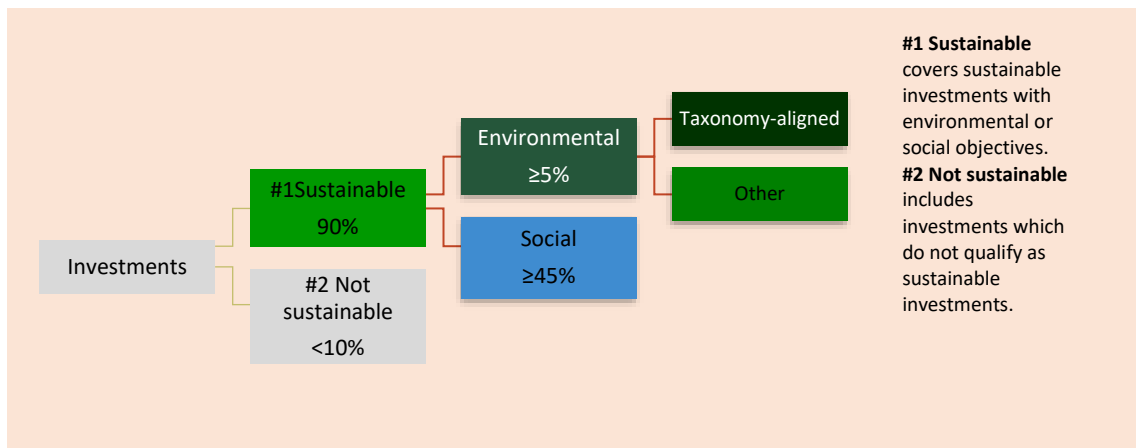 Investments
#1Sustainable
90%
#2 Not
sustainable
<10%
Environmental
≥5%
Social
≥45%
Taxonomy-aligned
Other
#1 Sustainable
covers sustainable
investments with
environmental or
social objectives.
#2 Not sustainable
includes
investments which
do not qualify as
sustainable
investments.